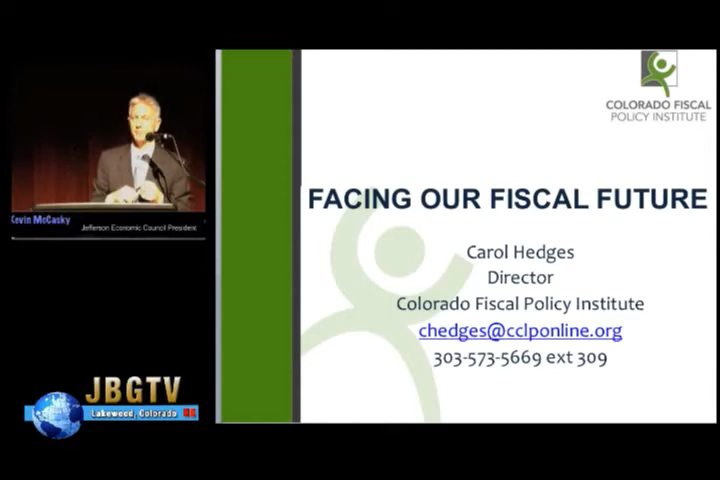 COLORADO FISCAL
POLICY INSTITUTE
FACING OUR FISCAL FUTURE
Carol Hedges
Director
Colorado Fiscal Policy Institute
chedges@cclponline.org
303-573-5669 ext 309
Kevin McCasky
Jefferson Economic Council President
JBGTV
Lakewood, Colorado